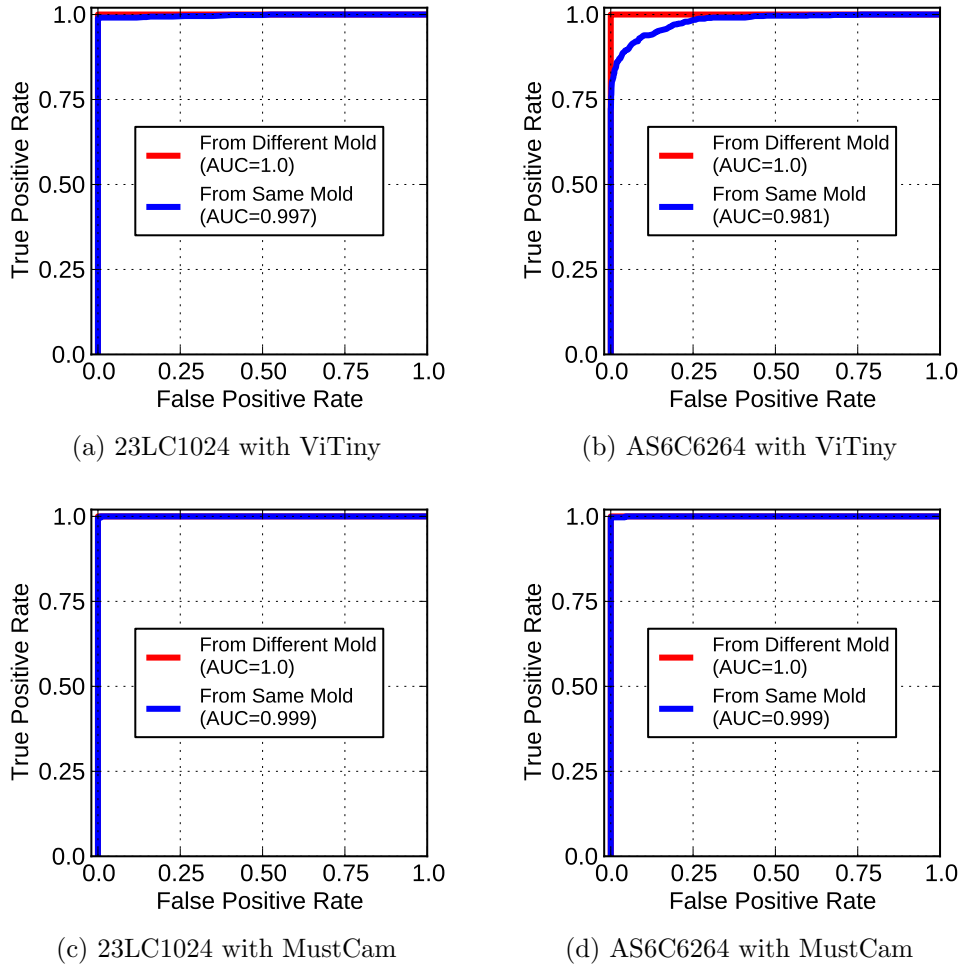 1.0
0.75
0.50
0.25
0.0
0.0 0.25 0.50 0.75 1.0
True Positive Rate
False Positive Rate
From Different Mold
(AUC=1.0)
From Same Mold
(AUC=0.997)
(a) 23LC1024 with ViTiny
1.0
0.75
0.50
0.25
0.0
0.0 0.25 0.50 0.75 1.0
True Positive Rate
False Positive Rate
From Different Mold
(AUC=1.0)
From Same Mold
(AUC=0.981)
(b) AS6C6264 with ViTiny
1.0
0.75
0.50
0.25
0.0
0.0 0.25 0.50 0.75 1.0
True Positive Rate
False Positive Rate
From Different Mold
(AUC=1.0)
From Same Mold
(AUC=0.999)
(c) 23LC1024 with MustCam
1.0
0.75
0.50
0.25
0.0
0.0 0.25 0.50 0.75 1.0
True Positive Rate
False Positive Rate
From Different Mold
(AUC=1.0)
From Same Mold
(AUC=0.999)
(d) AS6C6264 with MustCam